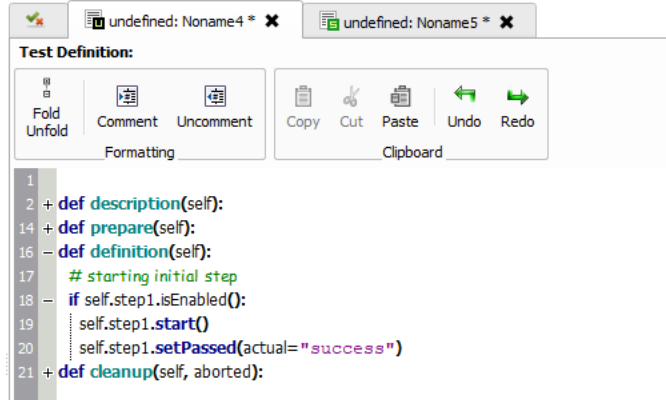 undefined: Noname4 *
undefined: Noname5 *
Test Definition:
Fold
Unfold
Comment
Uncomment
Copy
Cut
Paste
Undo
Redo
Formatting
Clipboard
1
2 + def description(self):
14 + def prepare(self):
16 - def definition(self):
17 # starting initial step
18 - if self.step1.isEnabled():
19 self.step1.start()
20 self.step1.setPassed(actual="success")
21 + def cleanup(self, aborted):